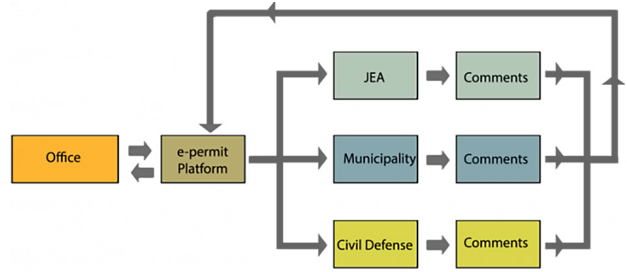 JEA
Comments
Office
e-permit
Platform
Municipality
Comments
Civil Defense
Comments